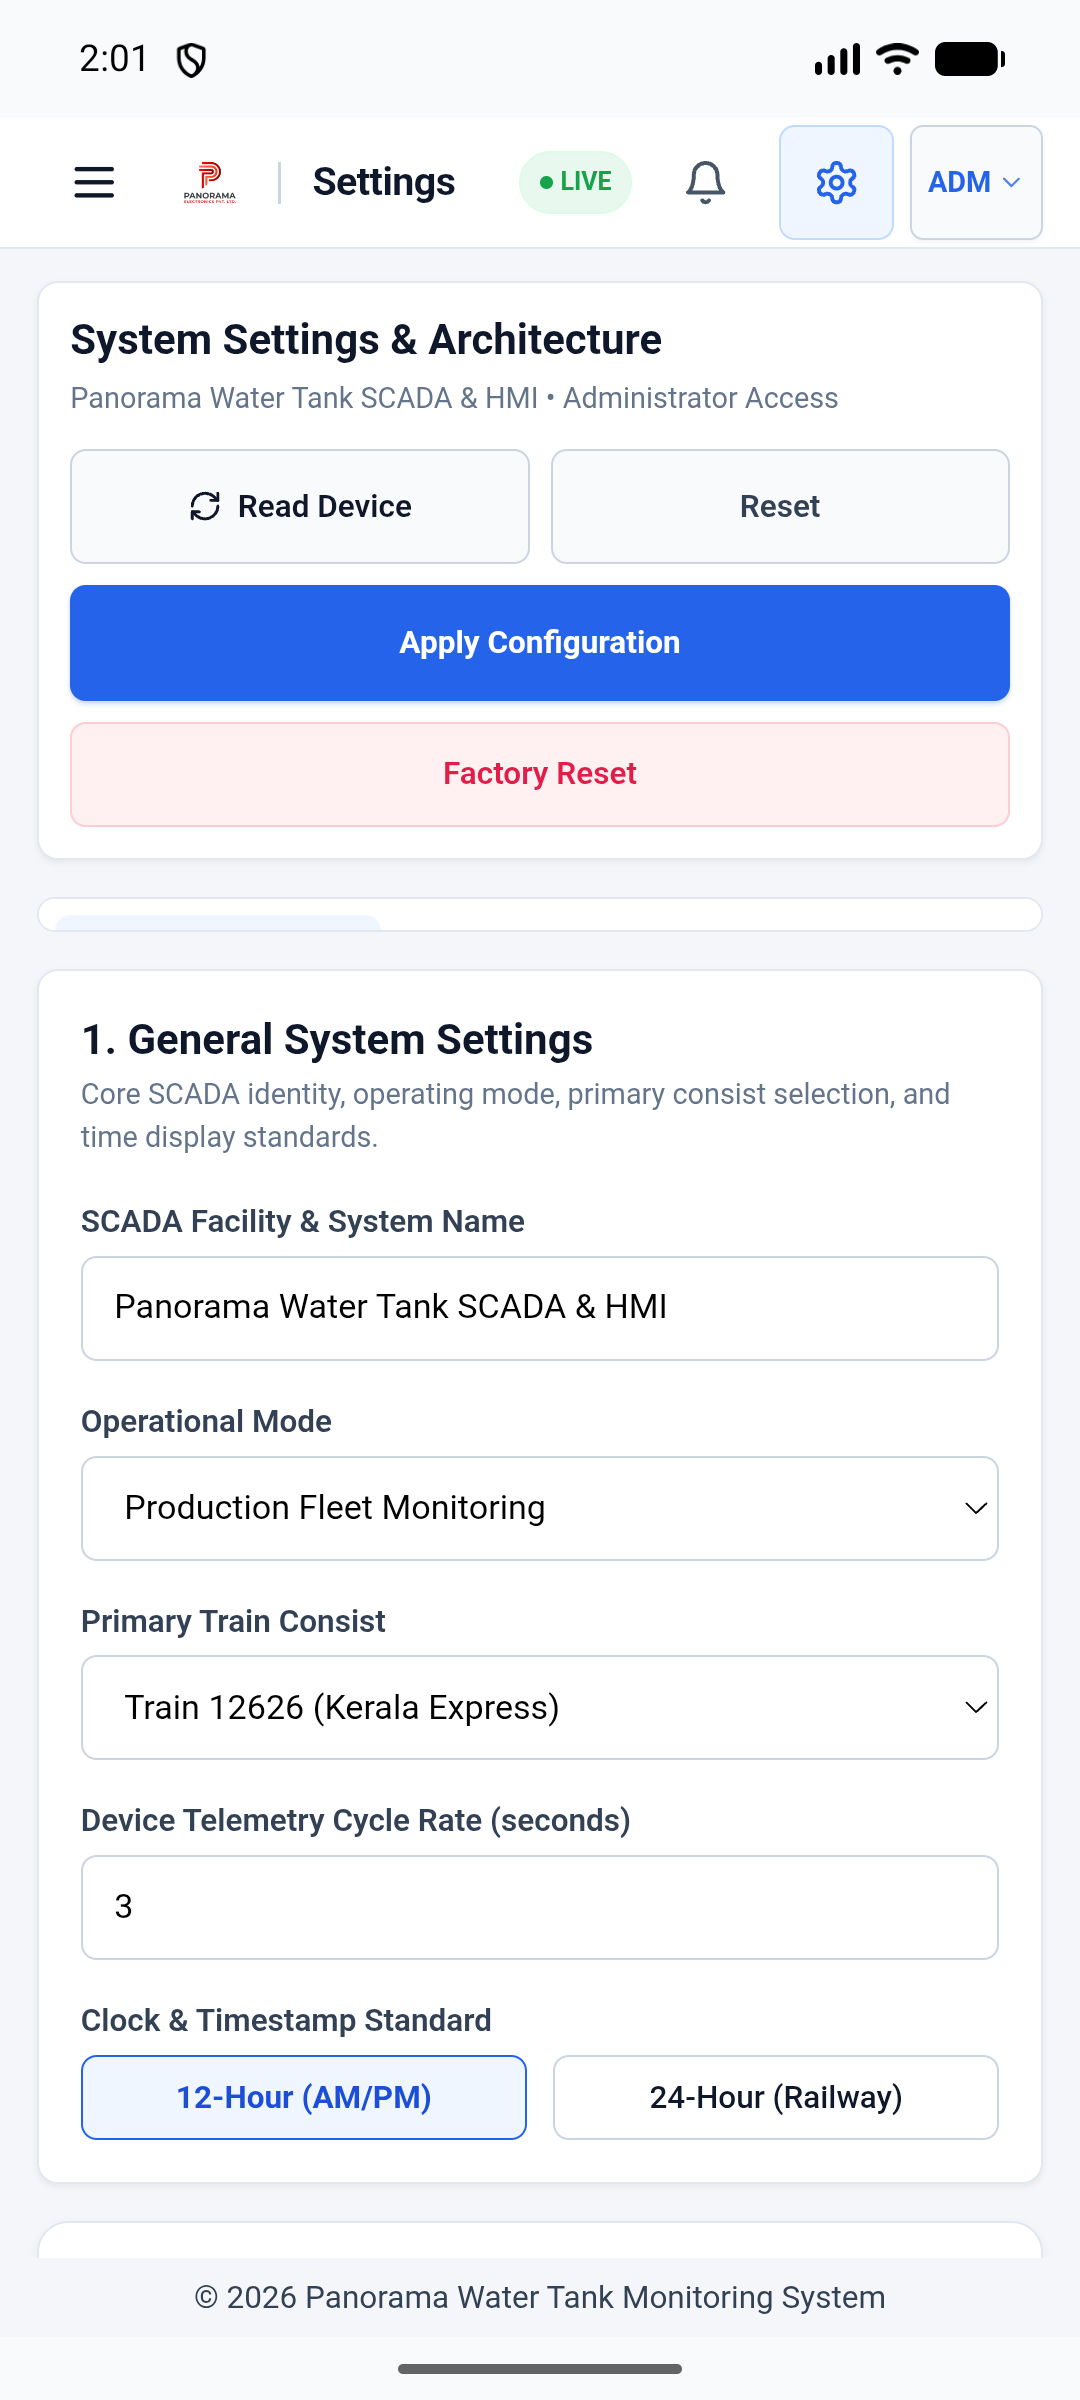 2:01
PANORAMA
ELECTRONICS PVT. LTD.
Settings
LIVE
ADM
System Settings & Architecture
Panorama Water Tank SCADA & HMI • Administrator Access
Read Device
Reset
Apply Configuration
Factory Reset
1. General System Settings
Core SCADA identity, operating mode, primary consist selection, and
time display standards.
SCADA Facility & System Name
Panorama Water Tank SCADA & HMI
Operational Mode
Production Fleet Monitoring
Primary Train Consist
Train 12626 (Kerala Express)
Device Telemetry Cycle Rate (seconds)
3
Clock & Timestamp Standard
12-Hour (AM/PM)
24-Hour (Railway)
© 2026 Panorama Water Tank Monitoring System